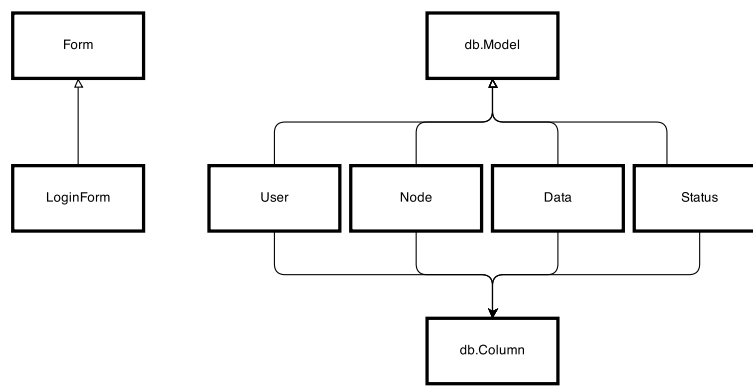 Form
db.Model
LoginForm
User
Node
Data
Status
db.Column